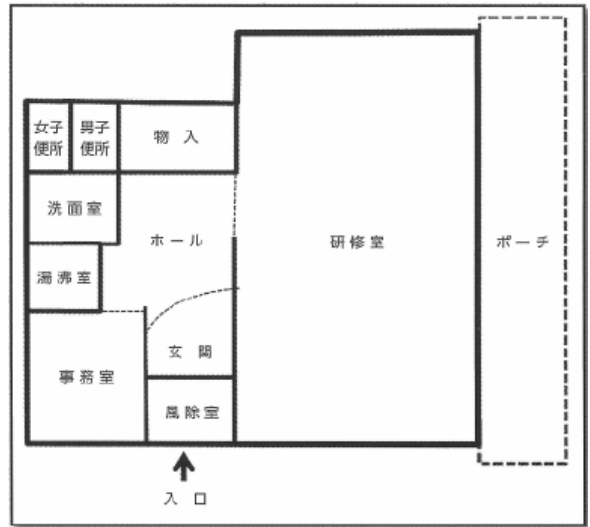 女子
便所
男子
便所
物入
洗面室
ホール
研修室
ポーチ
湯沸室
玄関
事務室
風除室
入口